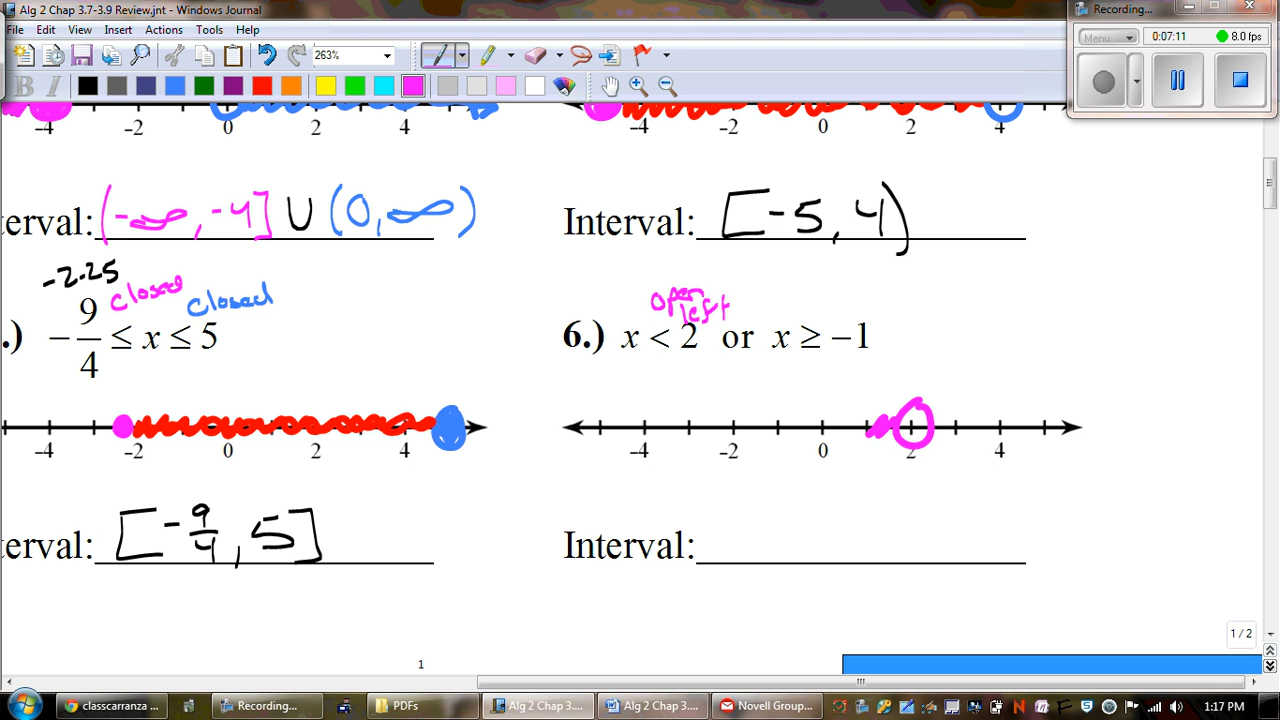 Alg 2 Chap 3.7-3.9 Review.jnt - Windows Journal
Recording...
File Edit View Insert Actions Tools Help
Menu 0:07:11 8.0 fps
263%
B I
-4 -2 0 2 4
-2 0 2 4
erval: (-∞, -4] ∪ (0, ∞)
Interval: [-5, 4)
-2.25 closed closed
.) -9/4 ≤ x ≤ 5
open left
6.) x < 2 or x ≥ -1
-4 -2 0 2 4
-4 -2 0 2 4
terval: [-9/4, 5]
Interval:
1 / 2
1
classcarranza ...
Recording...
PDFs
Alg 2 Chap 3....
Alg 2 Chap 3....
Novell Group...
1:17 PM